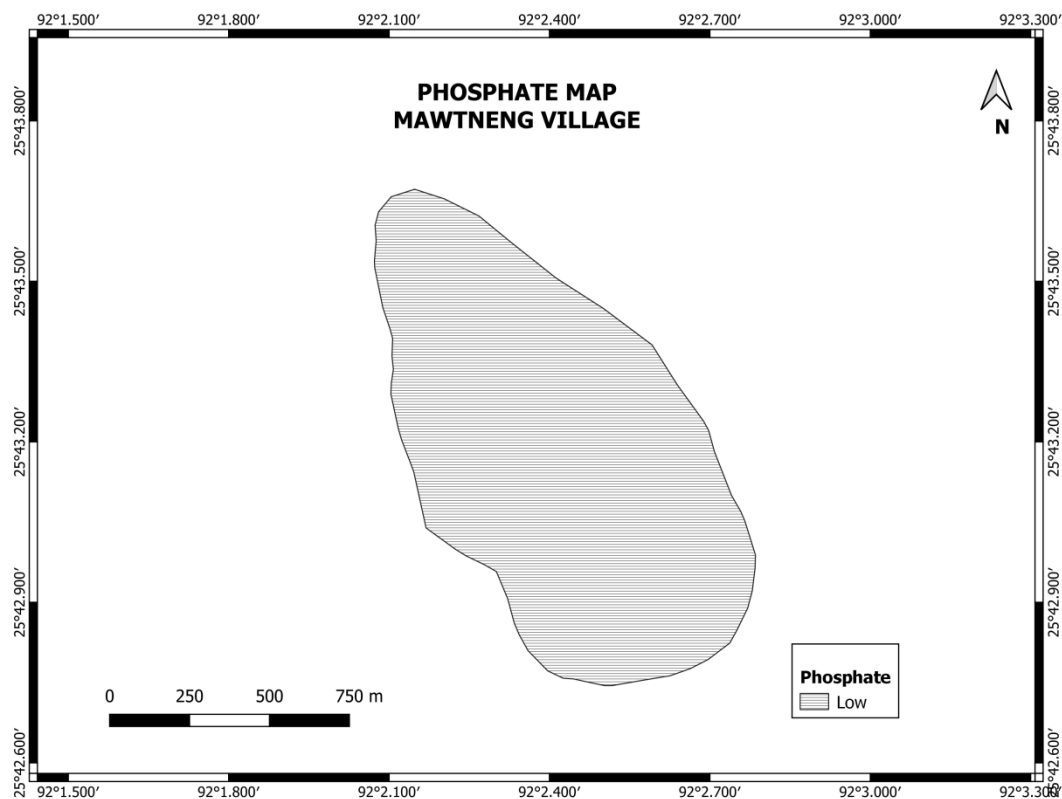 92°1.500′ 92°1.800′ 92°2.100′ 92°2.400′ 92°2.700′ 92°3.000′ 92°3.300′
PHOSPHATE MAP
MAWTNENG VILLAGE
N
25°43.800′ 25°43.800′
25°43.500′ 25°43.500′
25°43.200′ 25°43.200′
25°42.900′ 25°42.900′
25°42.600′ 25°42.600′
0 250 500 750 m
Phosphate
Low
92°1.500′ 92°1.800′ 92°2.100′ 92°2.400′ 92°2.700′ 92°3.000′ 92°3.300′